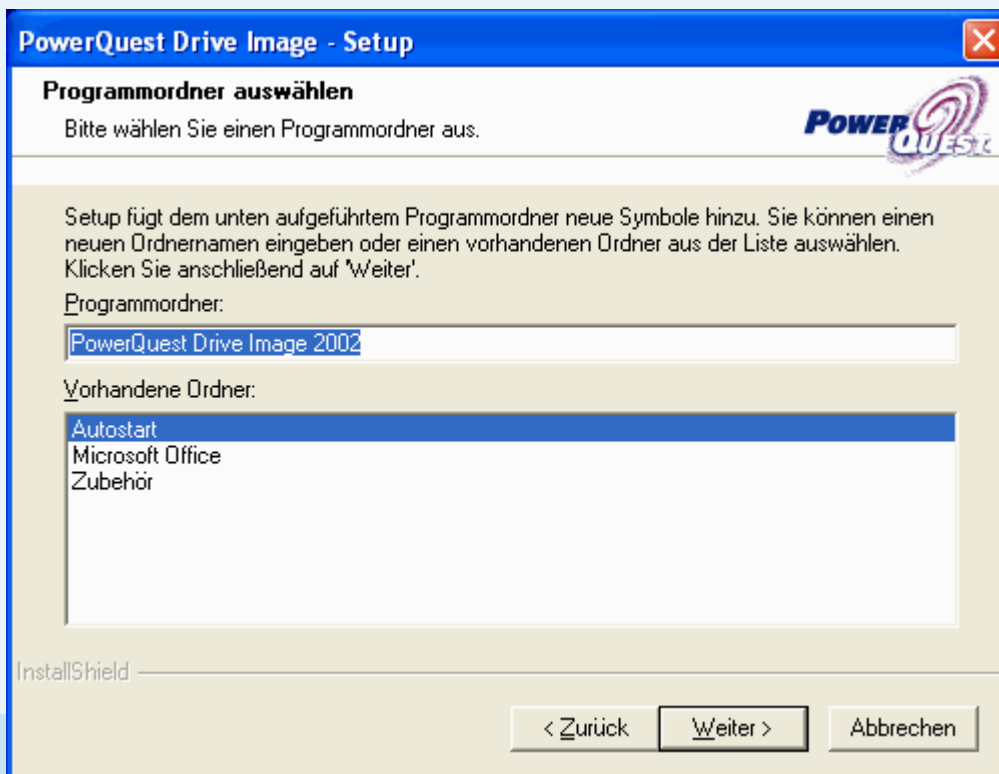 PowerQuest Drive Image - Setup
Programmordner auswählen
Bitte wählen Sie einen Programmordner aus.
POWER
QUEST
Setup fügt dem unten aufgeführtem Programmordner neue Symbole hinzu. Sie können einen
neuen Ordnernamen eingeben oder einen vorhandenen Ordner aus der Liste auswählen.
Klicken Sie anschließend auf 'Weiter'.
Programmordner:
PowerQuest Drive Image 2002
Vorhandene Ordner:
Autostart
Microsoft Office
Zubehör
InstallShield
< Zurück
Weiter >
Abbrechen